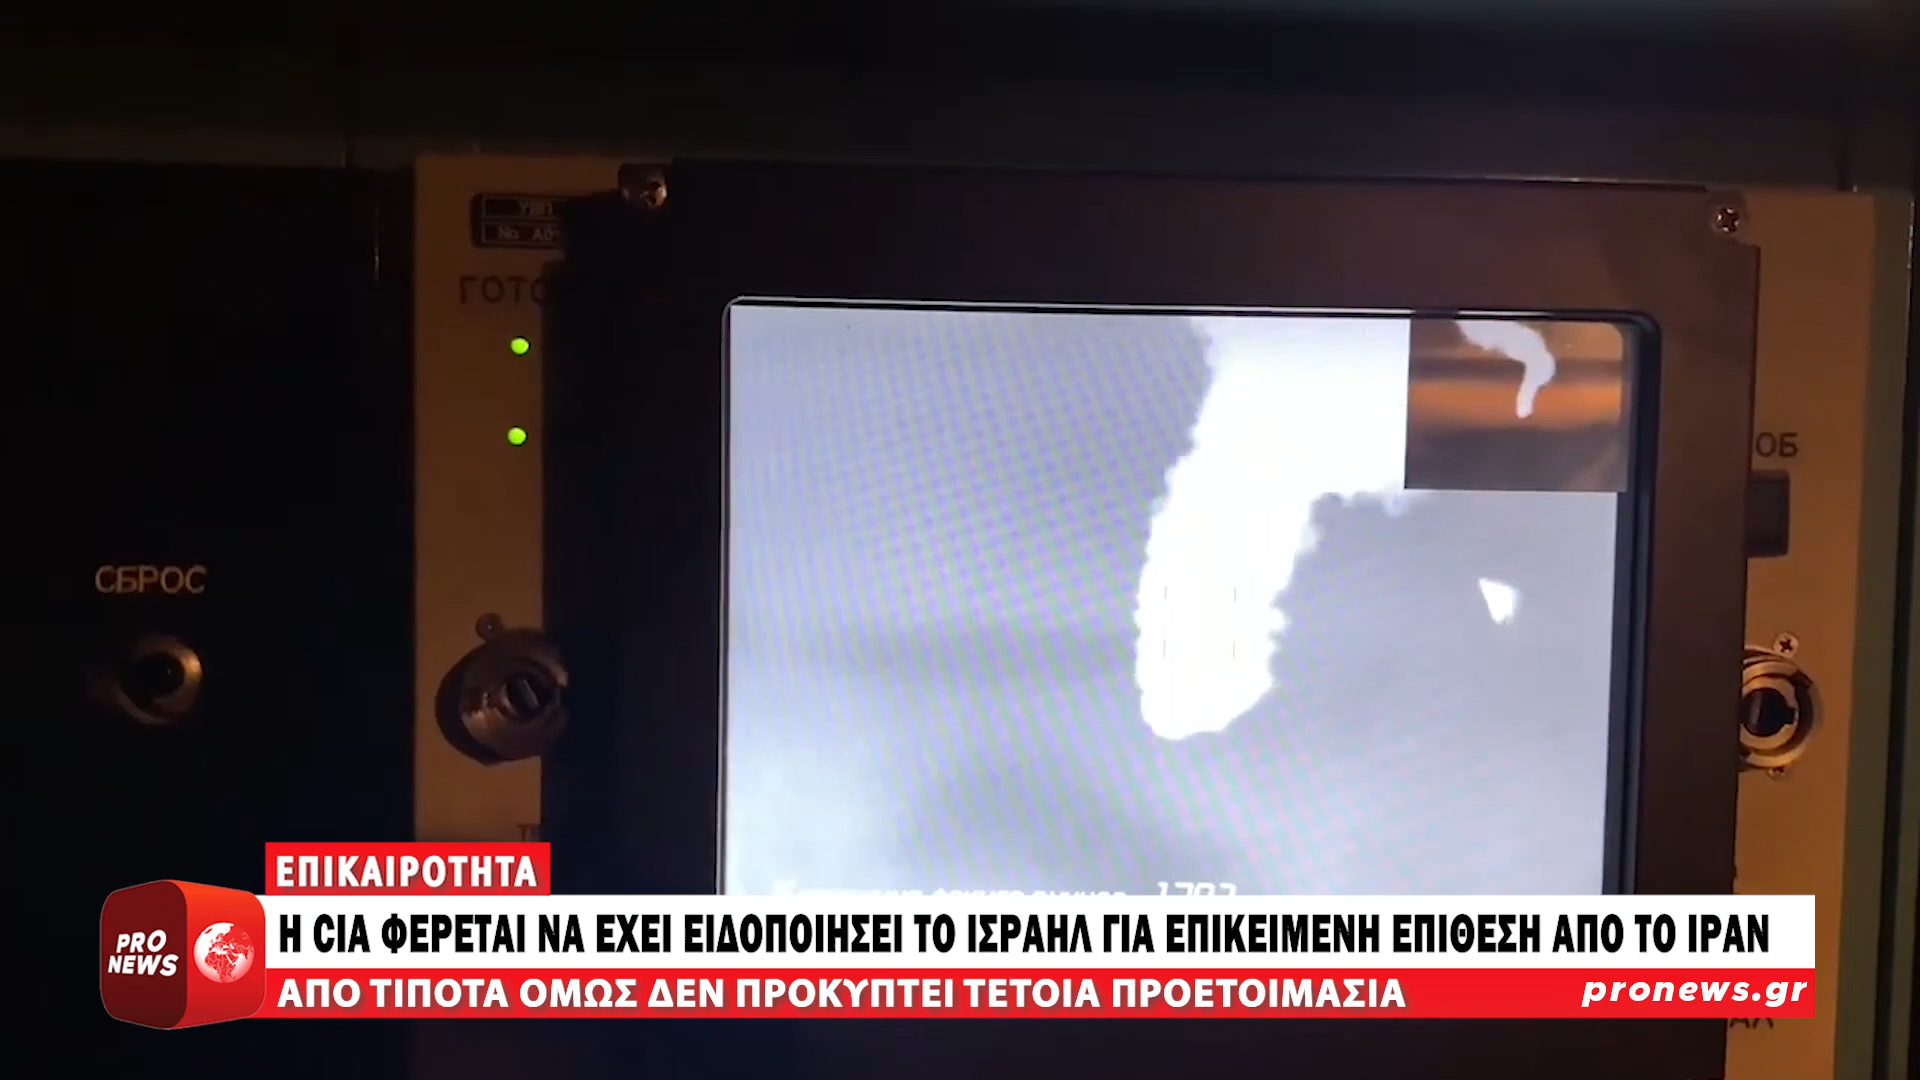 No
СБРОС
ОБ
ΕΠΙΚΑΙΡΟΤΗΤΑ
PRO
NEWS
Η CIA ΦΕΡΕΤΑΙ ΝΑ ΕΧΕΙ ΕΙΔΟΠΟΙΗΣΕΙ ΤΟ ΙΣΡΑΗΛ ΓΙΑ ΕΠΙΚΕΙΜΕΝΗ ΕΠΙΘΕΣΗ ΑΠΟ ΤΟ ΙΡΑΝ
ΑΠΟ ΤΙΠΟΤΑ ΟΜΩΣ ΔΕΝ ΠΡΟΚΥΠΤΕΙ ΤΕΤΟΙΑ ΠΡΟΕΤΟΙΜΑΣΙΑ
pronews.gr